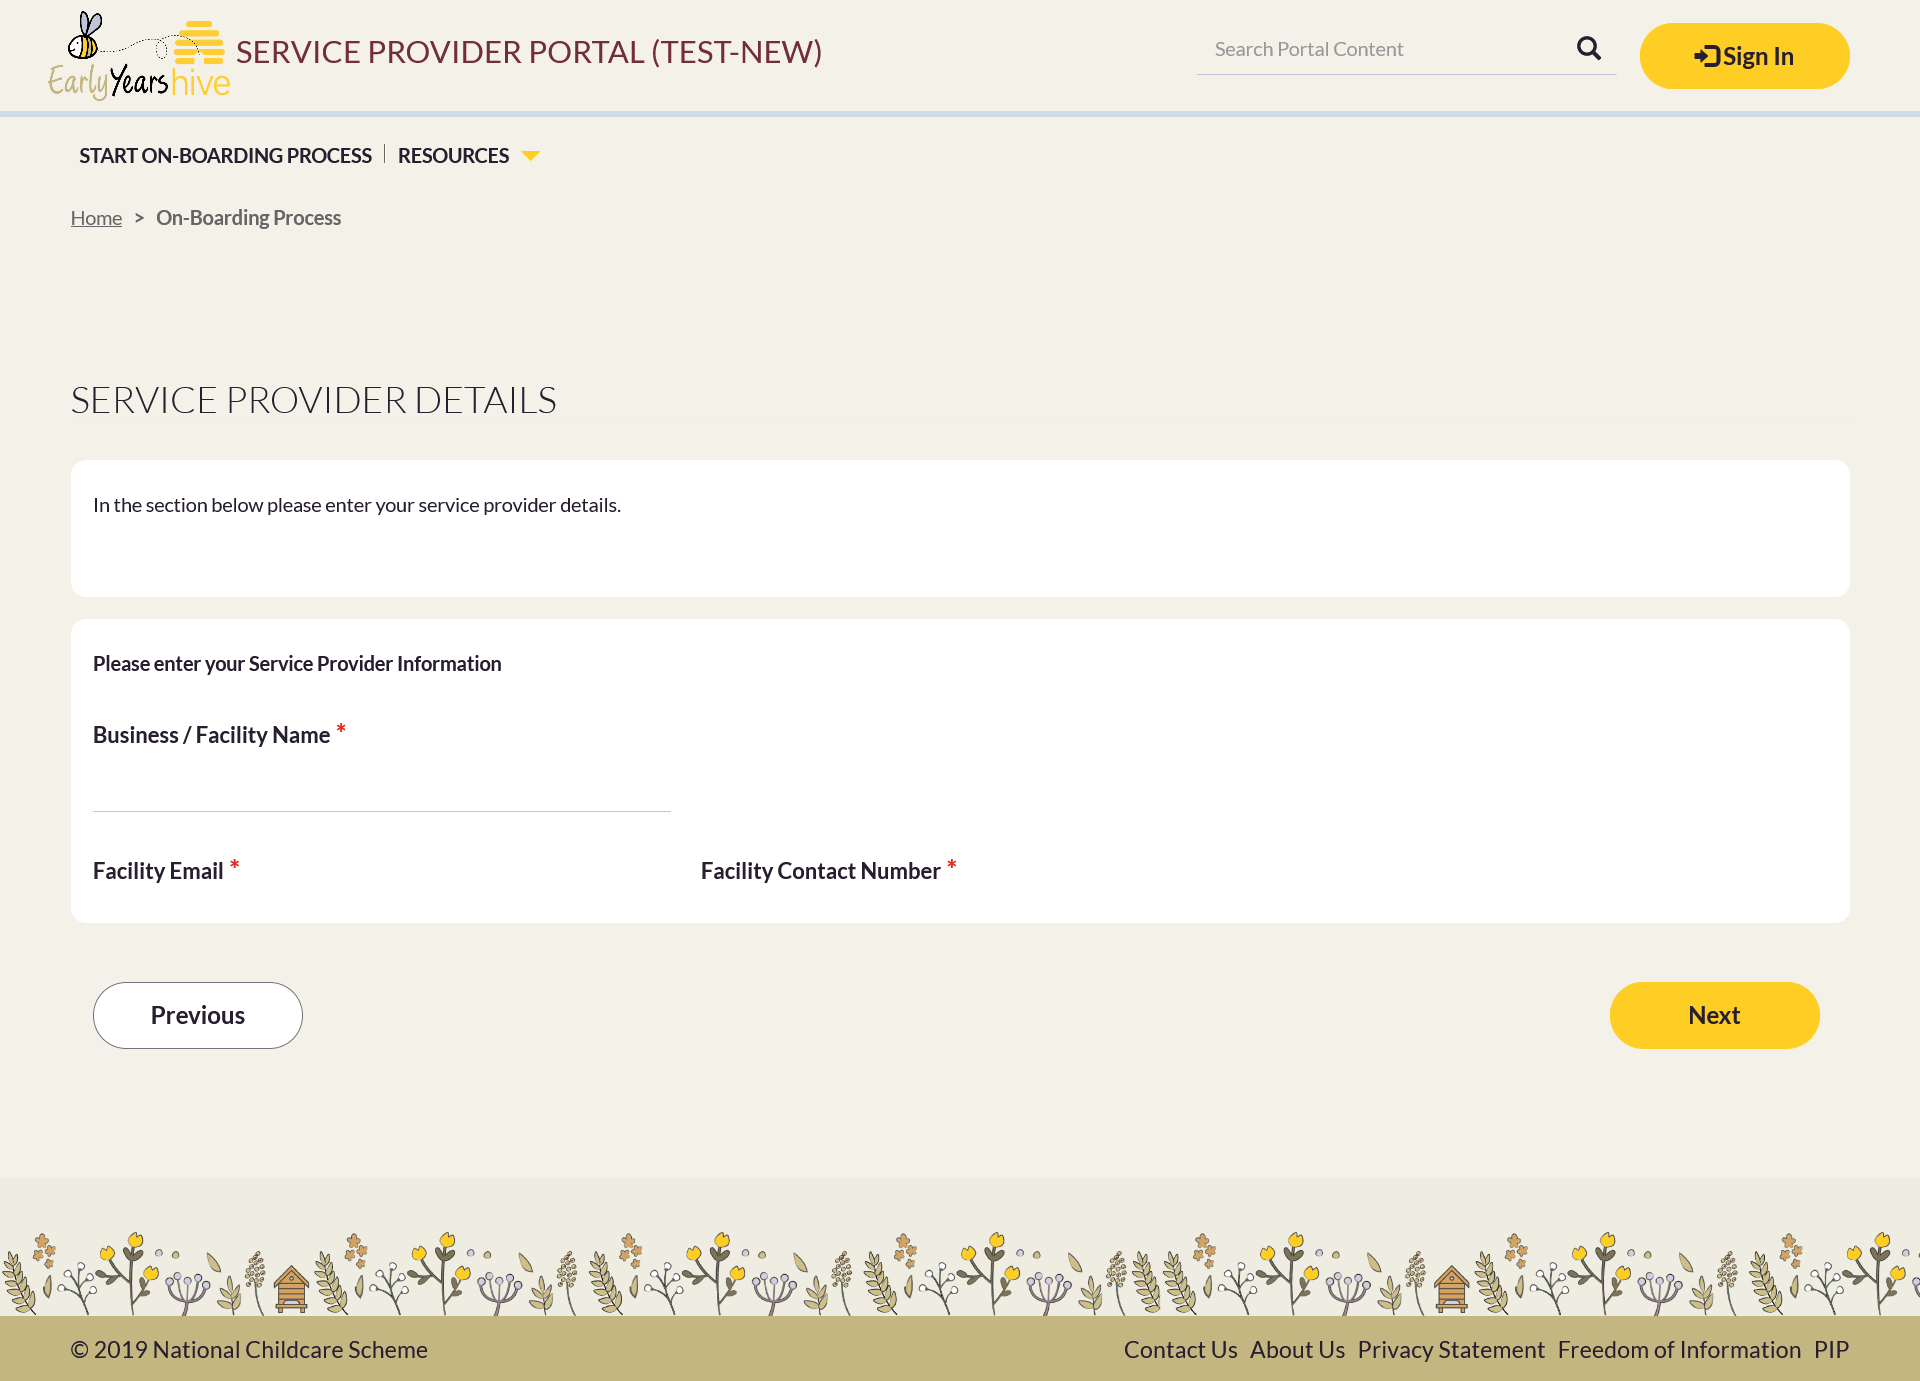 Early Years hive
SERVICE PROVIDER PORTAL (TEST-NEW)
Search Portal Content
Sign In
START ON-BOARDING PROCESS
RESOURCES
Home > On-Boarding Process
SERVICE PROVIDER DETAILS
In the section below please enter your service provider details.
Please enter your Service Provider Information
Business / Facility Name *
Facility Email *
Facility Contact Number *
Previous
Next
© 2019 National Childcare Scheme
Contact Us About Us Privacy Statement Freedom of Information PIP